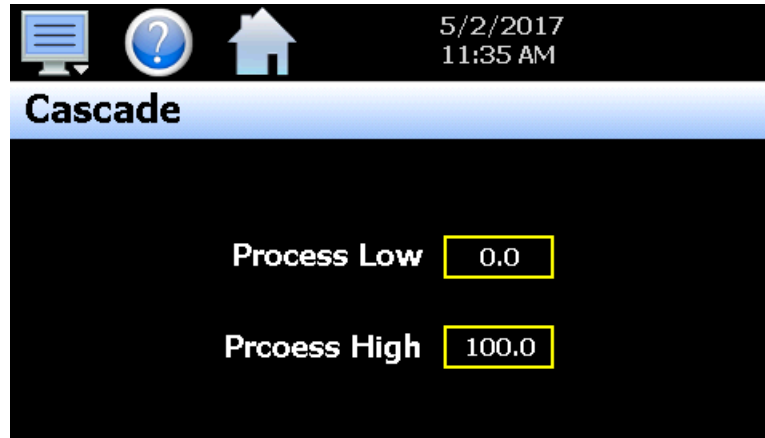 ?
5/2/2017
11:35 AM
Cascade
Process Low 0.0
Prcoess High 100.0